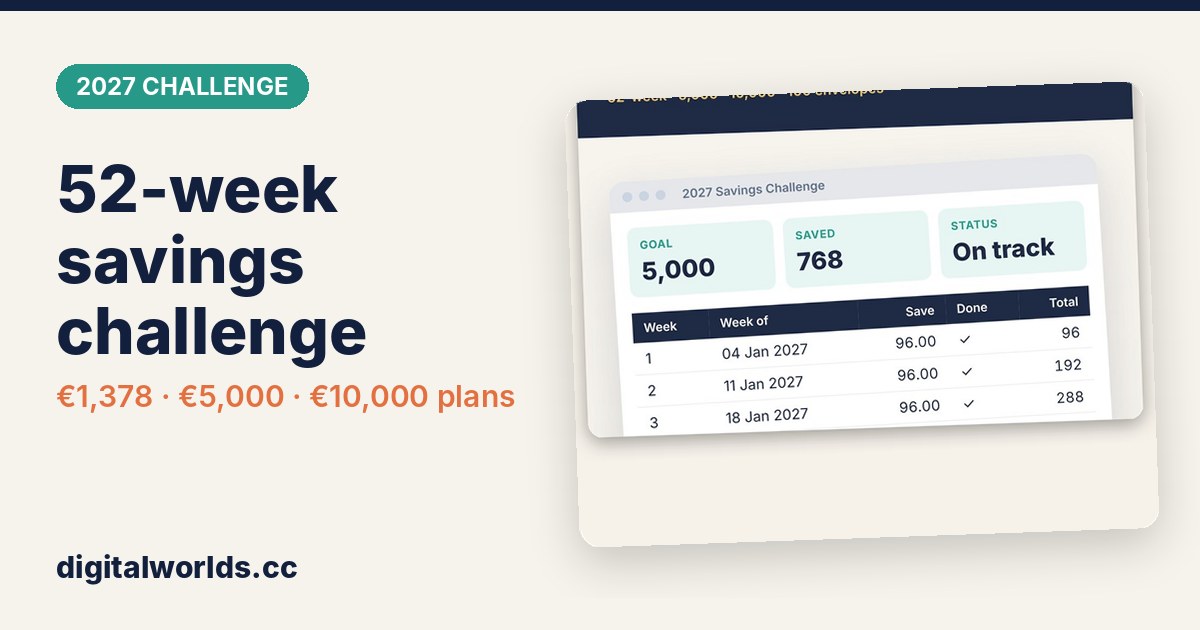 2027 CHALLENGE
52-week
savings
challenge
€1,378 · €5,000 · €10,000 plans
digitalworlds.cc
2027 Savings Challenge
GOAL
5,000
SAVED
768
STATUS
On track
Week Week of Save Done Total
1 04 Jan 2027 96.00 ✓ 96
2 11 Jan 2027 96.00 ✓ 192
3 18 Jan 2027 96.00 ✓ 288